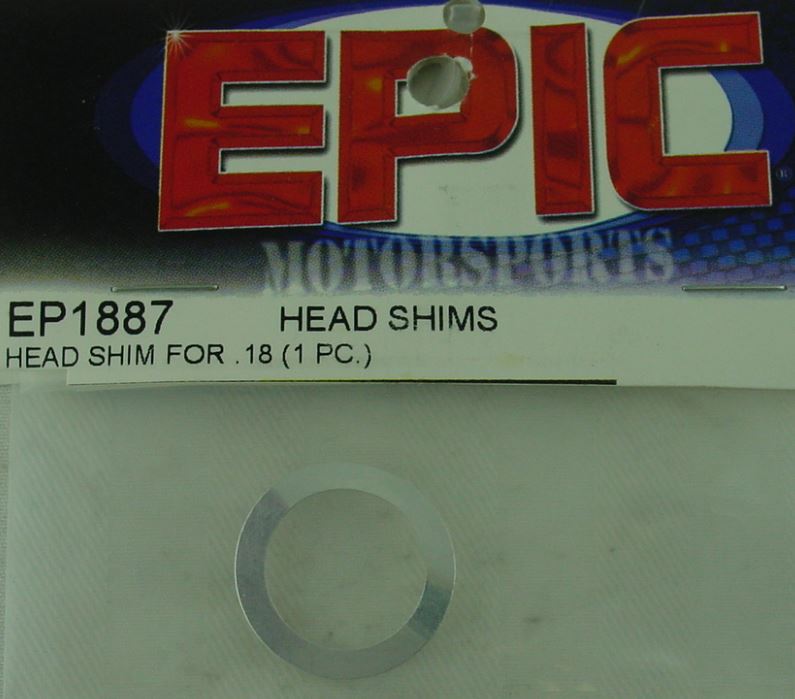 EPIC
®
MOTORSPORTS
EP1887 HEAD SHIMS
HEAD SHIM FOR .18 (1 PC.)